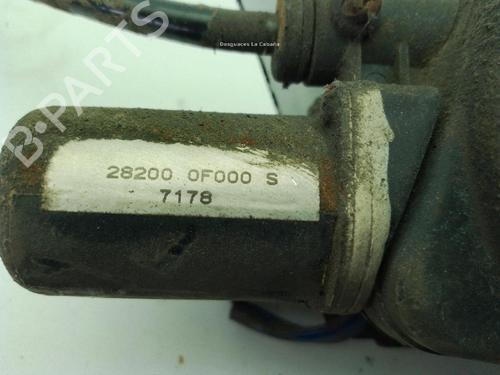 Desguaces La Cabaña
B-PARTS
28200 0F000 S
7178